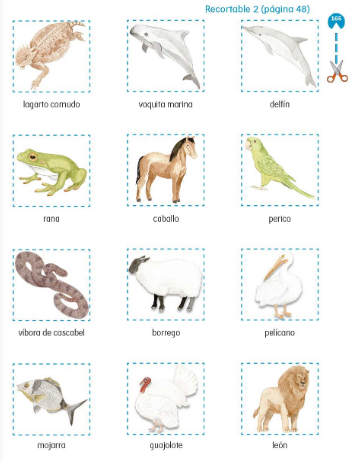 Recortable 2 (página 48)
165
lagarto cornudo
vaquita marina
delfín
rana
caballo
perico
víbora de cascabel
borrego
pelícano
mojarra
guajolote
león